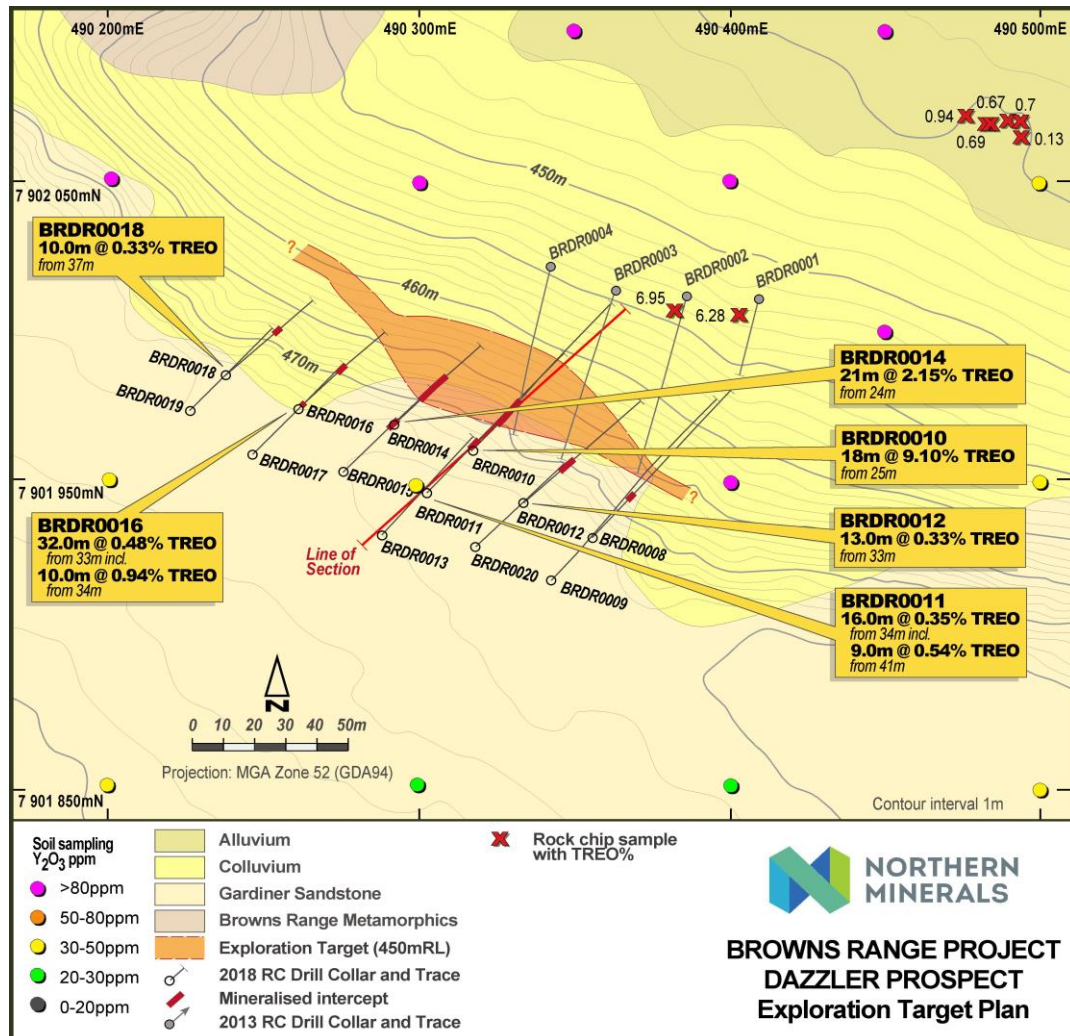 490 200mE
490 300mE
490 400mE
490 500mE
0.94
0.67
0.7
0.69
0.13
7 902 050mN
450m
BRDR0018
10.0m @ 0.33% TREO
from 37m
?
BRDR0004
BRDR0003
BRDR0002
BRDR0001
460m
6.95
6.28
470m
BRDR0018
BRDR0019
BRDR0014
21m @ 2.15% TREO
from 24m
BRDR0016
BRDR0014
BRDR0010
BRDR0010
18m @ 9.10% TREO
from 25m
BRDR0017
BRDR0015
7 901 950mN
?
BRDR0011
BRDR0012
BRDR0008
BRDR0012
13.0m @ 0.33% TREO
from 33m
BRDR0016
32.0m @ 0.48% TREO
from 33m incl.
10.0m @ 0.94% TREO
from 34m
Line of
Section
BRDR0013
BRDR0020
BRDR0009
BRDR0011
16.0m @ 0.35% TREO
from 34m incl.
9.0m @ 0.54% TREO
from 41m
N
0 10 20 30 40 50m
Projection: MGA Zone 52 (GDA94)
7 901 850mN
Contour interval 1m
Soil sampling
Y2O3 ppm
>80ppm
50-80ppm
30-50ppm
20-30ppm
0-20ppm
Alluvium
Colluvium
Gardiner Sandstone
Browns Range Metamorphics
Exploration Target (450mRL)
2018 RC Drill Collar and Trace
Mineralised intercept
2013 RC Drill Collar and Trace
Rock chip sample
with TREO%
NORTHERN
MINERALS
BROWNS RANGE PROJECT
DAZZLER PROSPECT
Exploration Target Plan